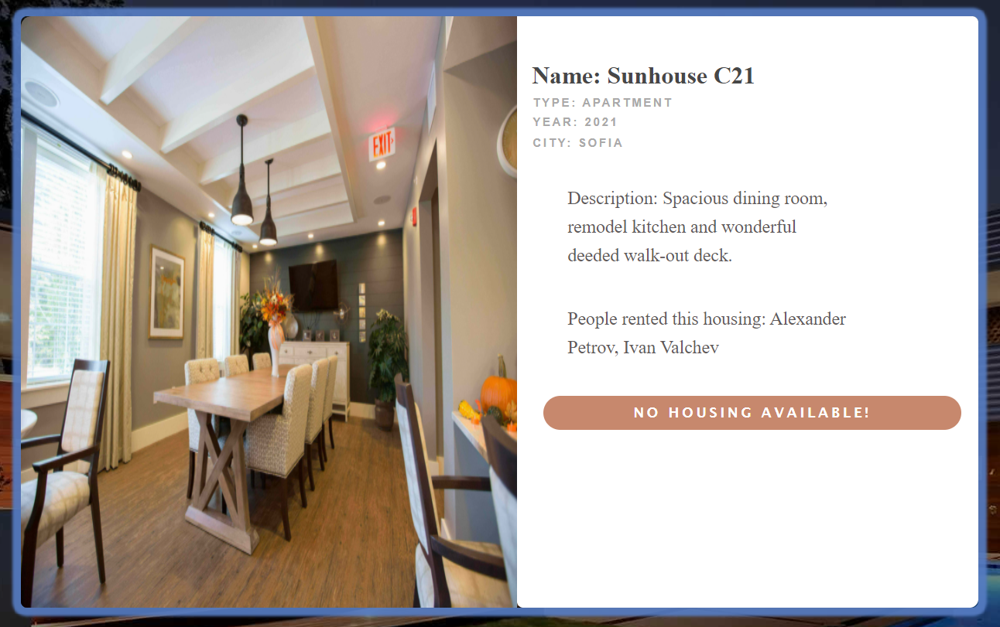 EXIT
Name: Sunhouse C21
TYPE: APARTMENT
YEAR: 2021
CITY: SOFIA
Description: Spacious dining room,
remodel kitchen and wonderful
deeded walk-out deck.
People rented this housing: Alexander
Petrov, Ivan Valchev
NO HOUSING AVAILABLE!